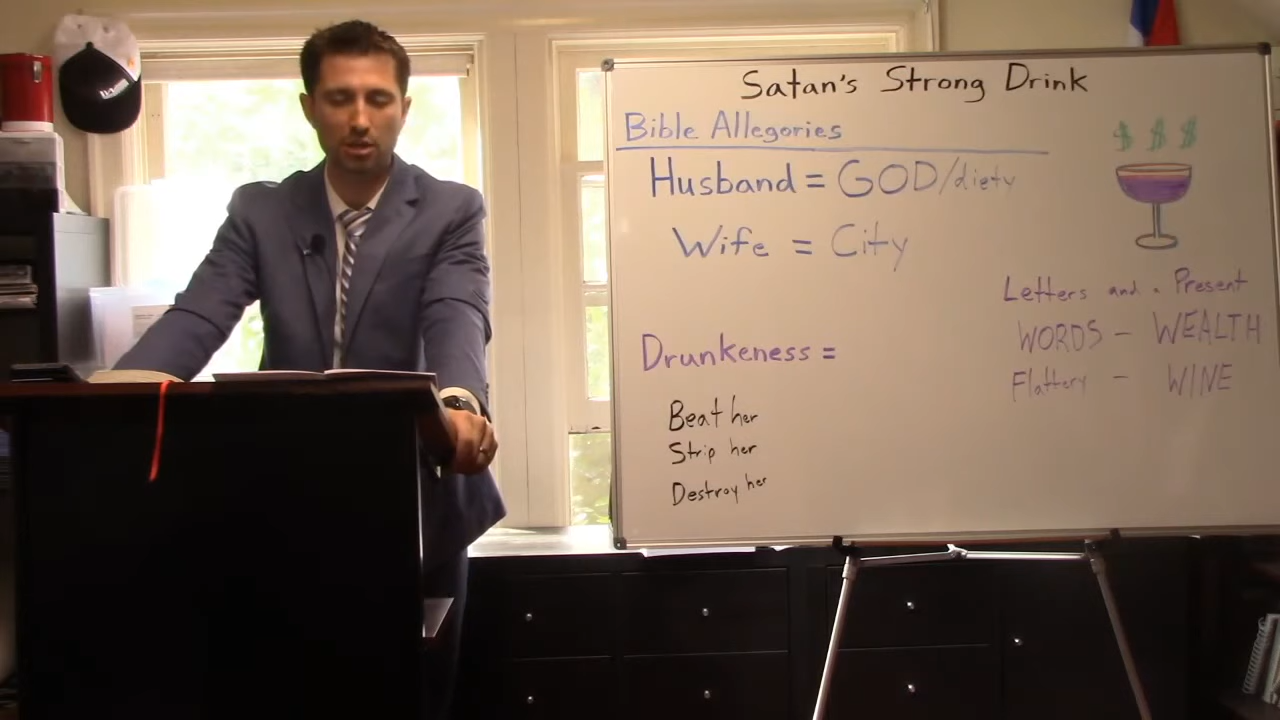 Satan's Strong Drink
Bible Allegories
Husband = GOD/diety
Wife = City
Drunkeness =
Beat her
Strip her
Destroy her
$ $ $
Letters and a Present
WORDS - WEALTH
Flattery - WINE